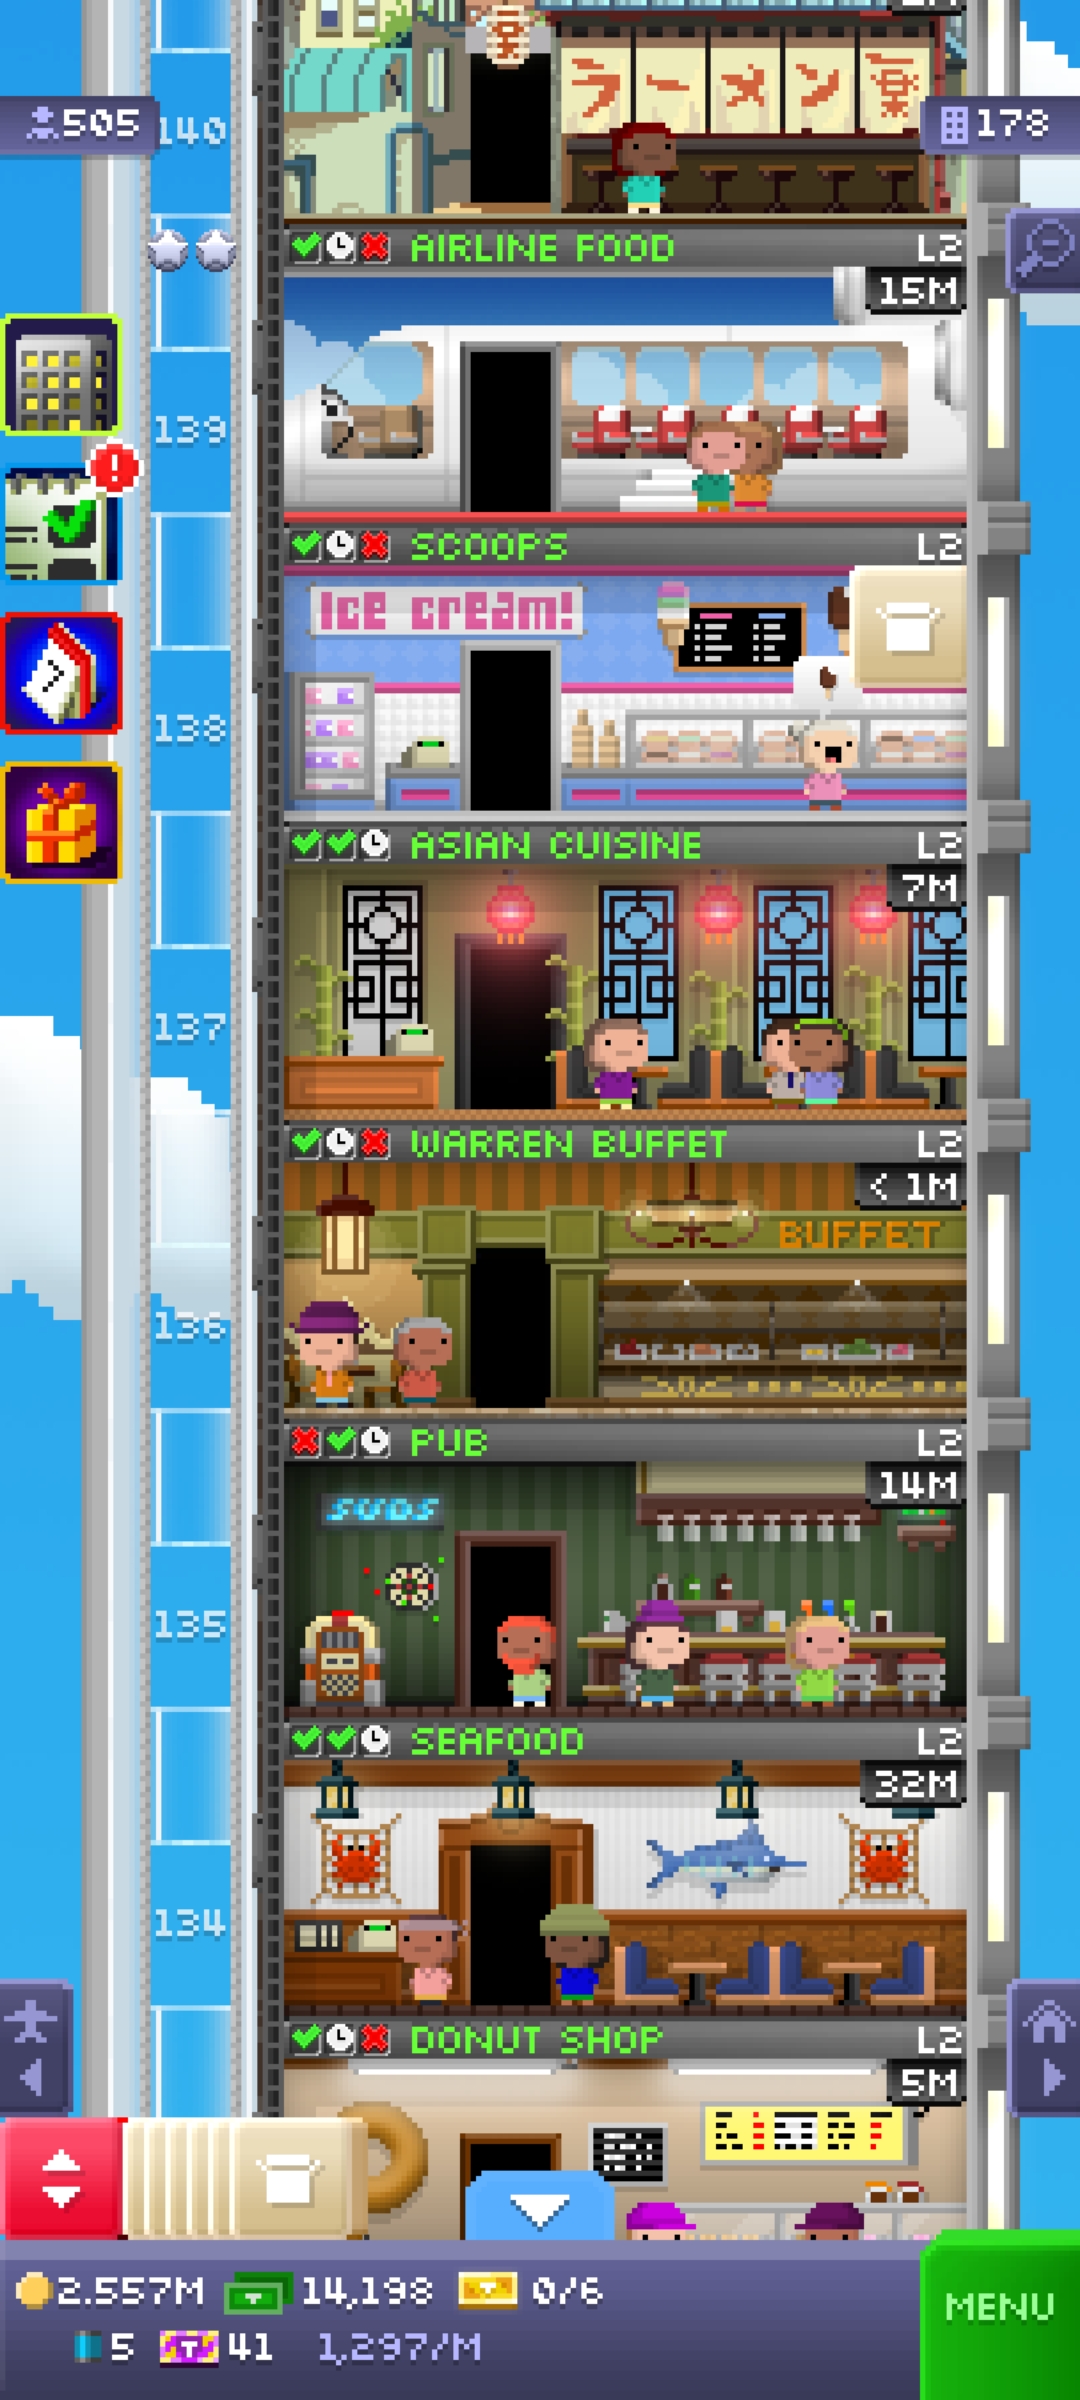 ラーメン章
505
140
178
AIRLINE FOOD L2
15M
139
SCOOPS L2
Ice cream!
138
ASIAN CUISINE L2
7M
137
WARREN BUFFET L2
< 1M
BUFFET
136
PUB L2
14M
SUDS
135
SEAFOOD L2
32M
134
DONUT SHOP L2
5M
2.557M 14,198 0/6
5 41 1,297/M
MENU